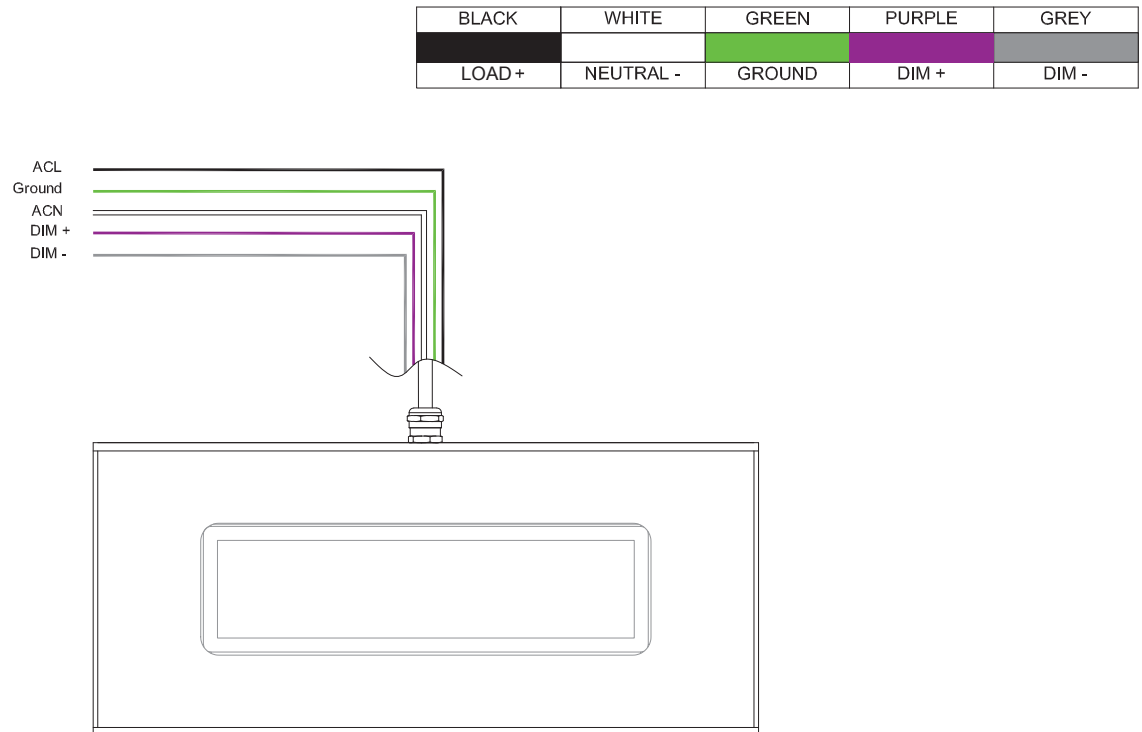 BLACK WHITE GREEN PURPLE GREY
LOAD + NEUTRAL - GROUND DIM + DIM -
ACL
Ground
ACN
DIM +
DIM -